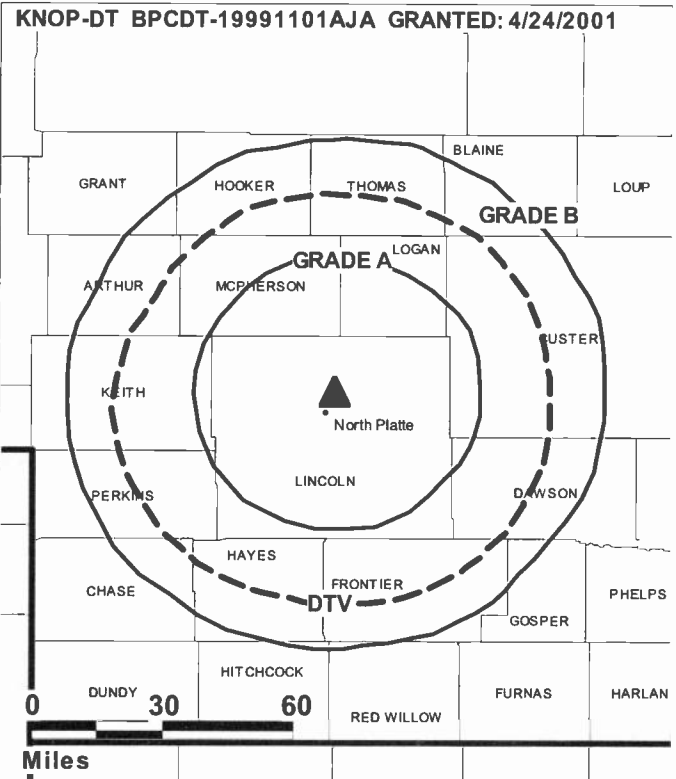 KNOP-DT BPCDT-19991101AJA GRANTED: 4/24/2001
BLAINE
GRANT
HOOKER
THOMAS
LOUP
GRADE B
LOGAN
GRADE A
ARTHUR
MCPHERSON
USTER
KEITH
North Platte
LINCOLN
PERKINS
DAWSON
HAYES
FRONTIER
CHASE
DTV
PHELPS
GOSPER
HITCHCOCK
DUNDY
FURNAS
HARLAN
RED WILLOW
0 30 60
Miles